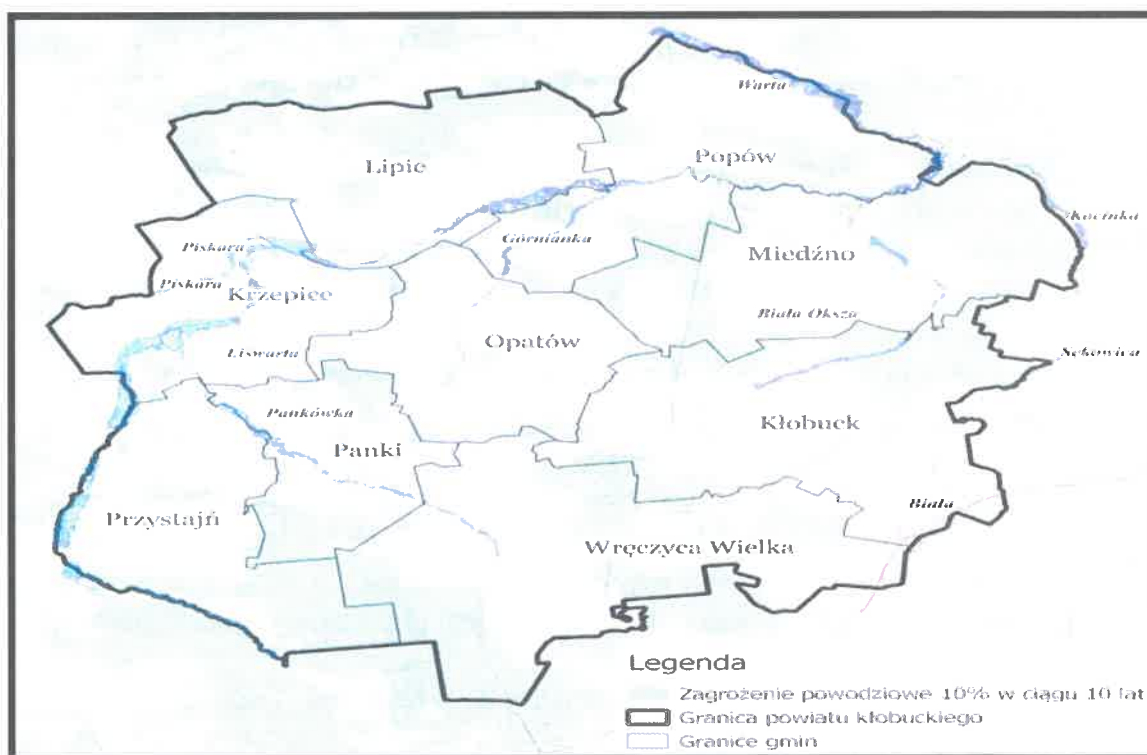 Warta
Popów
Lipie
Kocinka
Górnianka
Piskara
Miedźno
Piskara
Krzepice
Biała Oksza
Opatów
Liswarta
Sękowica
Pankówka
Kłobuck
Panki
Biała
Przystajń
Wręczyca Wielka
Legenda
Zagrożenie powodziowe 10% w ciągu 10 lat
Granica powiatu kłobuckiego
Granice gmin